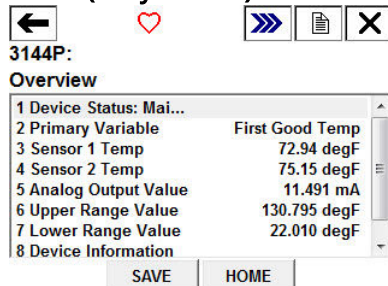 3144P:
Overview
1 Device Status: Mai...
2 Primary Variable First Good Temp
3 Sensor 1 Temp 72.94 degF
4 Sensor 2 Temp 75.15 degF
5 Analog Output Value 11.491 mA
6 Upper Range Value 130.795 degF
7 Lower Range Value 22.010 degF
8 Device Information
SAVE HOME